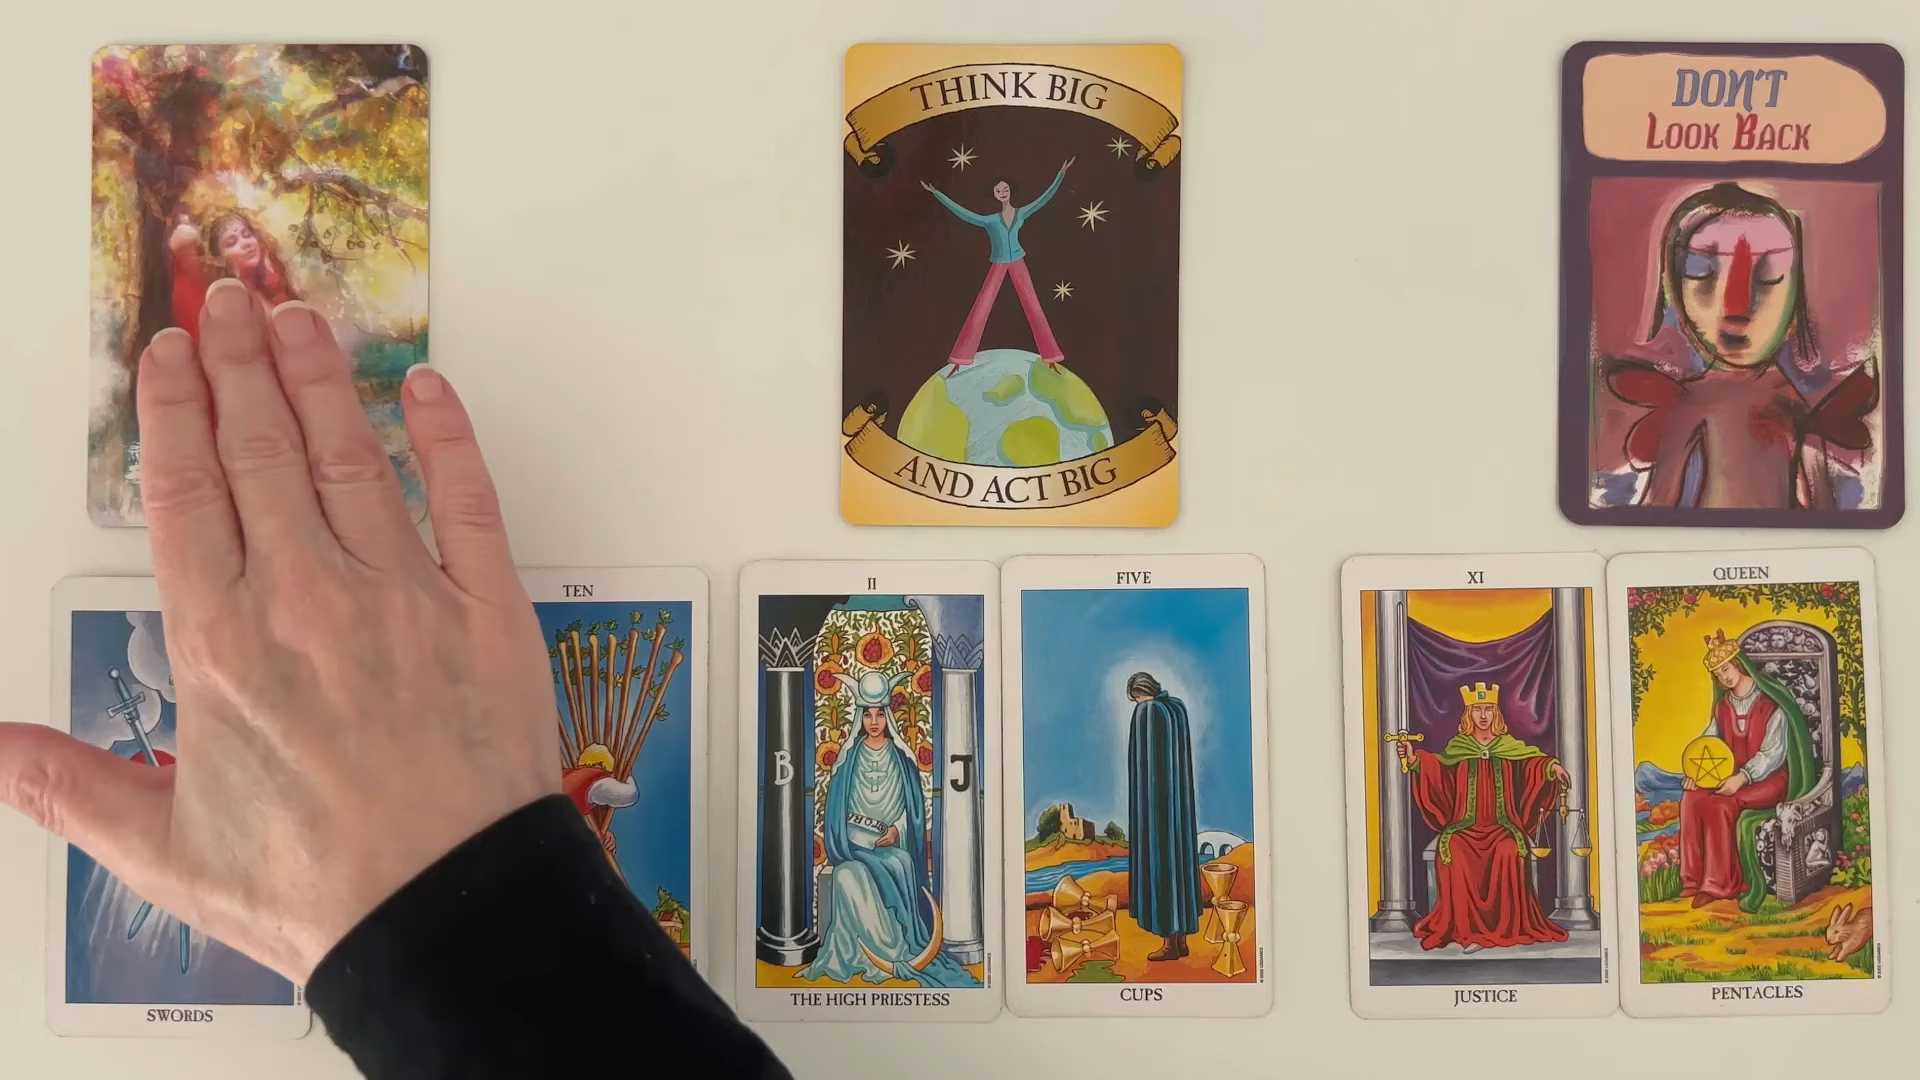 THINK BIG
AND ACT BIG
DON'T
LOOK BACK
TEN
II
FIVE
XI
QUEEN
B
J
SWORDS
THE HIGH PRIESTESS
CUPS
JUSTICE
PENTACLES